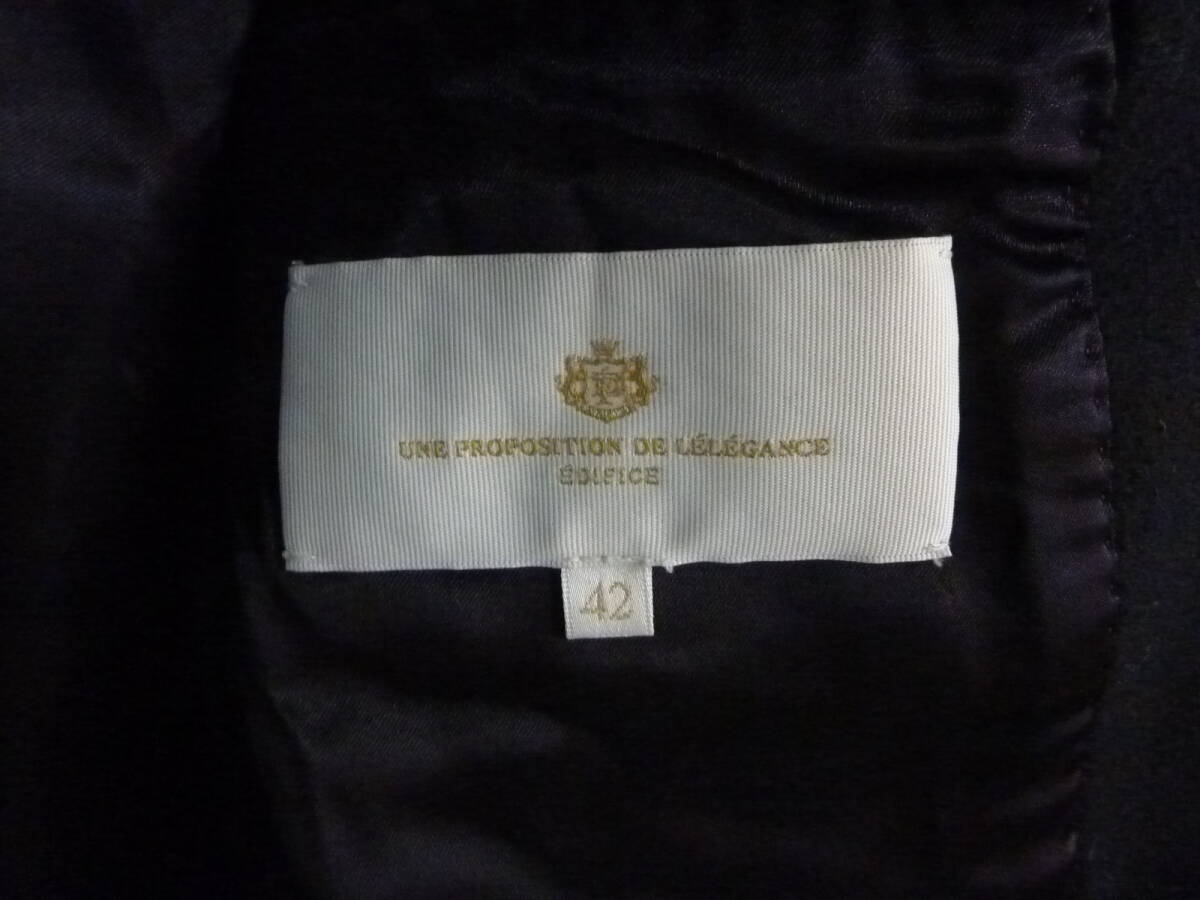 UNE PROPOSITION DE L'ÉLÉGANCE
ÉDIFICE
42